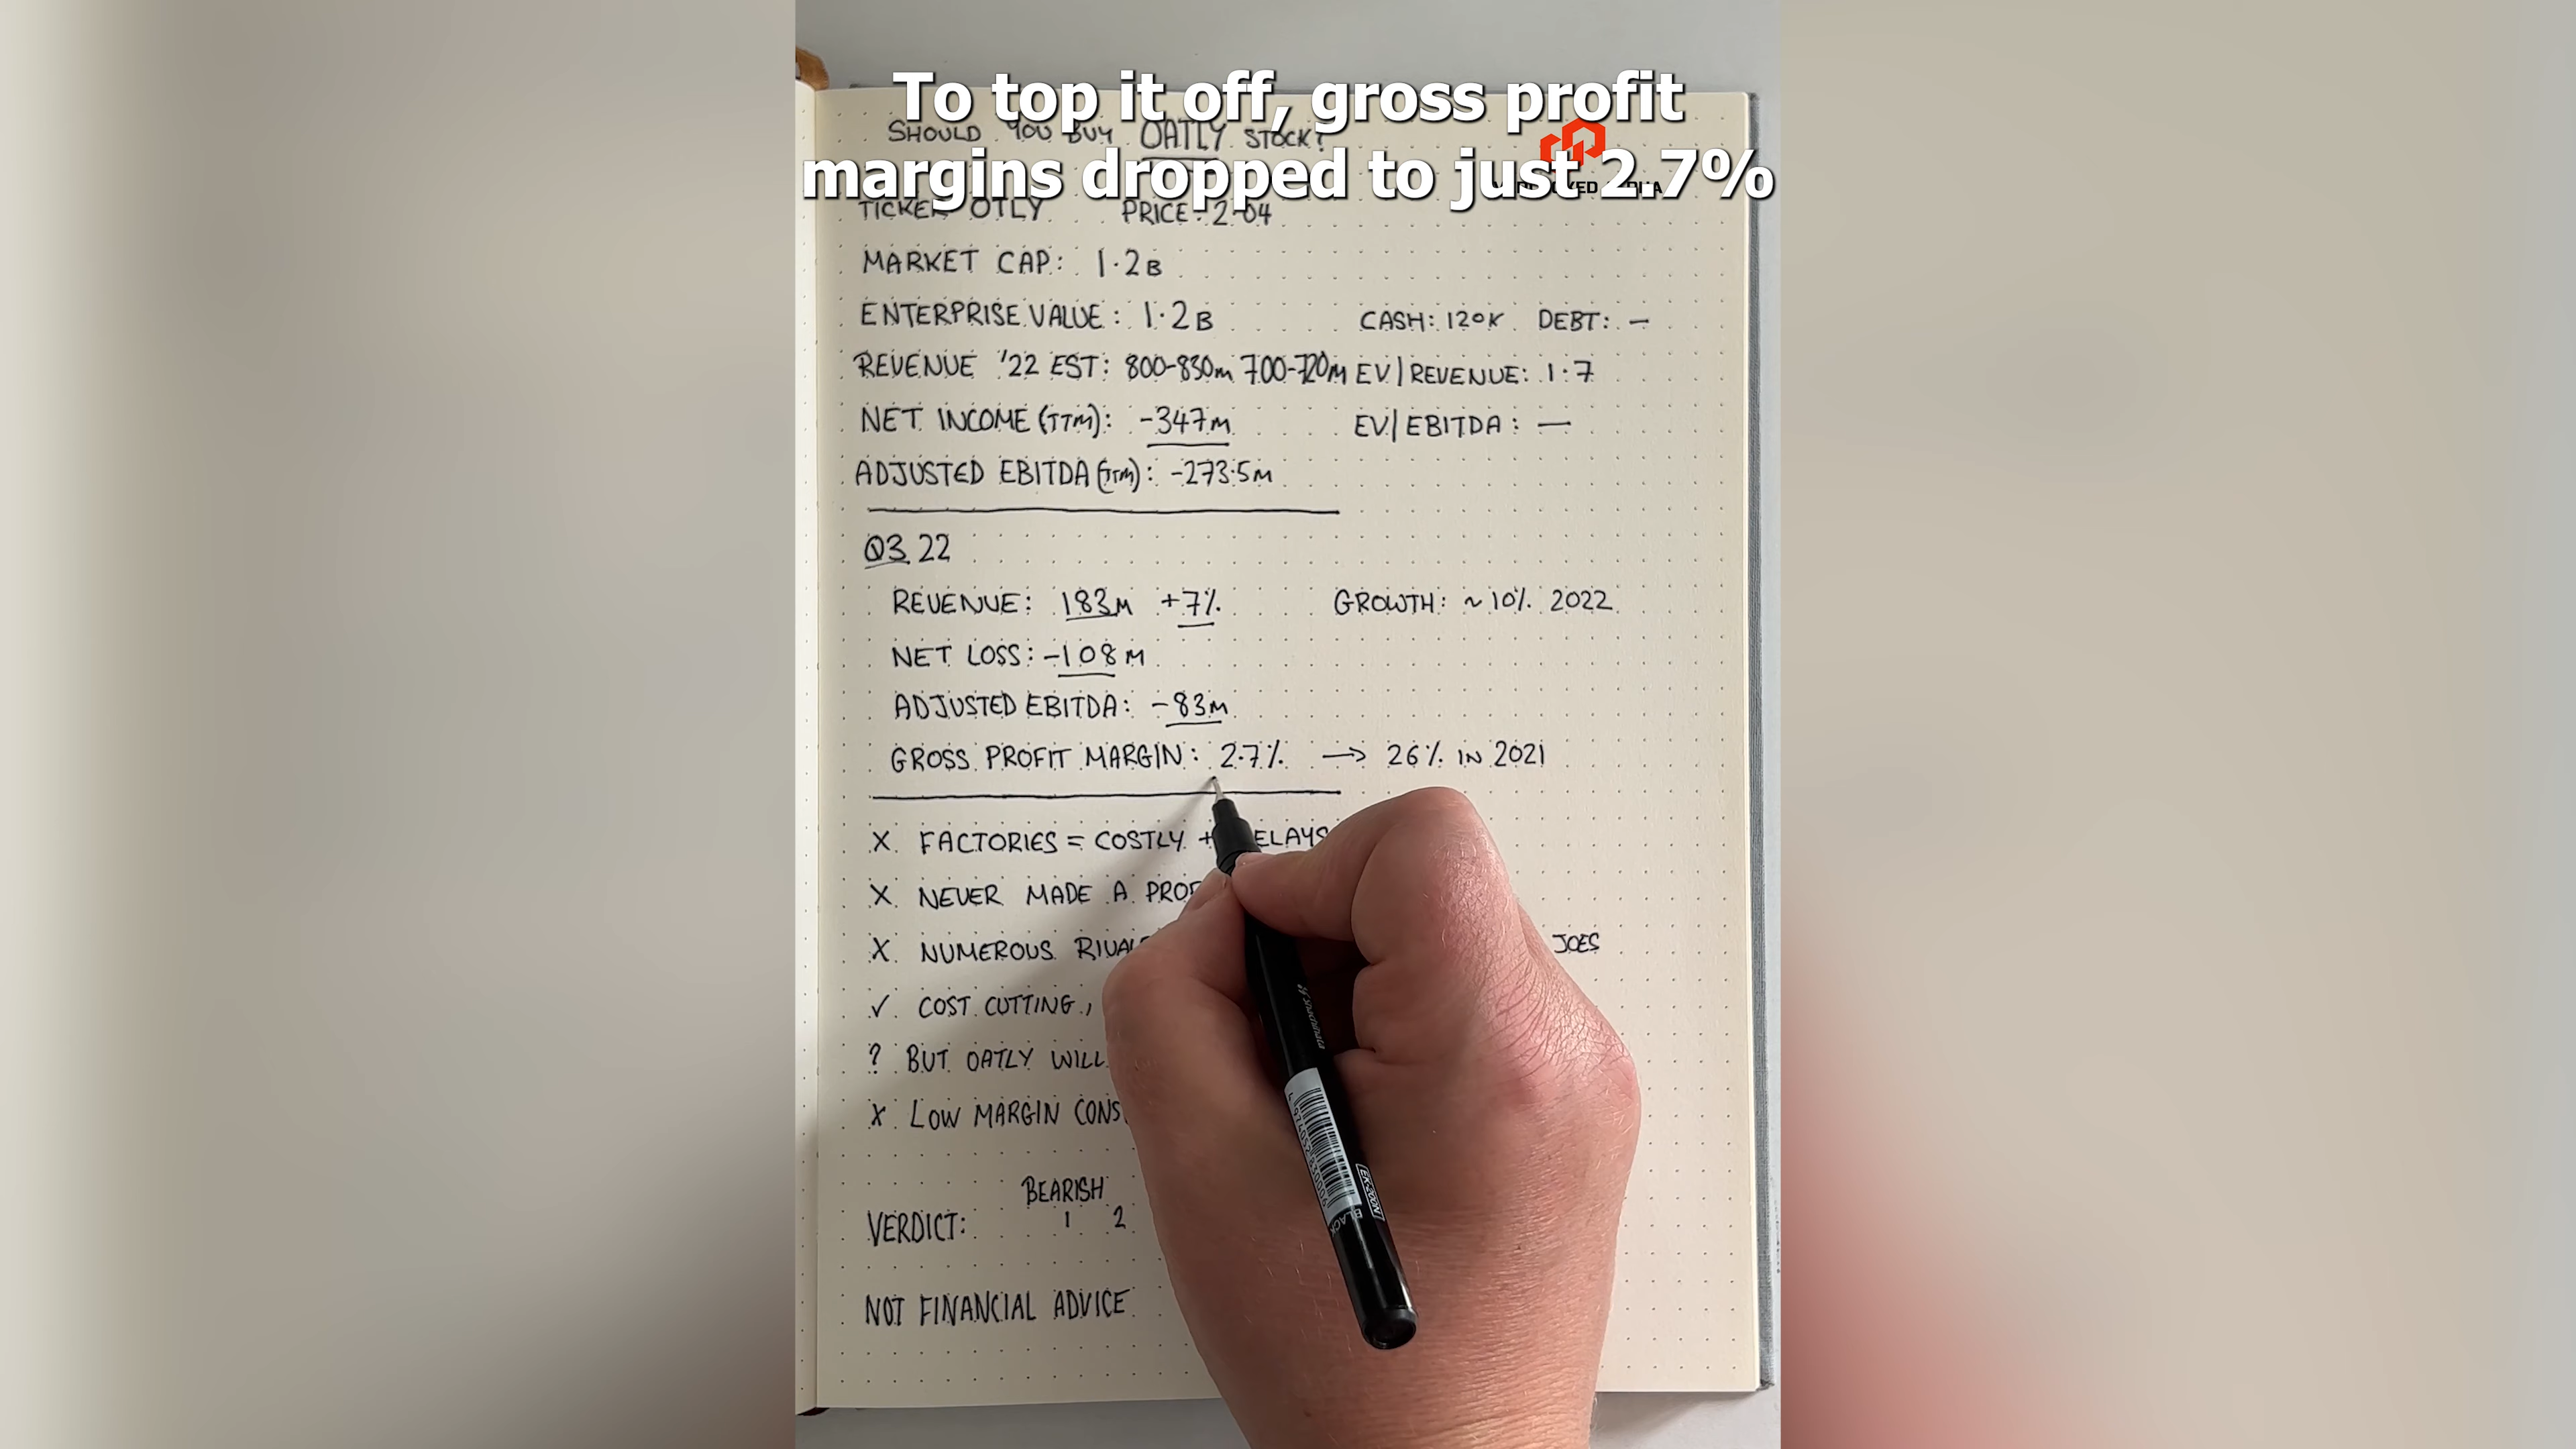 To top it off, gross profit
margins dropped to just 2.7%
SHOULD YOU BUY OATLY STOCK?
TICKER OTLY PRICE: 2.04
MARKET CAP: 1.2B
ENTERPRISE VALUE: 1.2B CASH: 120K DEBT: —
REVENUE '22 EST: 800-830M 700-720M EV/REVENUE: 1.7
NET INCOME (TTM): -347M EV/EBITDA: —
ADJUSTED EBITDA (TTM): -273.5M
Q3 22
REVENUE: 183M +7% GROWTH: ~10% 2022
NET LOSS: -108M
ADJUSTED EBITDA: -83M
GROSS PROFIT MARGIN: 2.7% → 26% IN 2021
X FACTORIES = COSTLY + ELAYS
X NEVER MADE A PROF
X NUMEROUS RIVALS JOES
✓ COST CUTTING,
? BUT OATLY WILL
X LOW MARGIN CONS
BEARISH
VERDICT: 1 2
NOT FINANCIAL ADVICE
BLACK